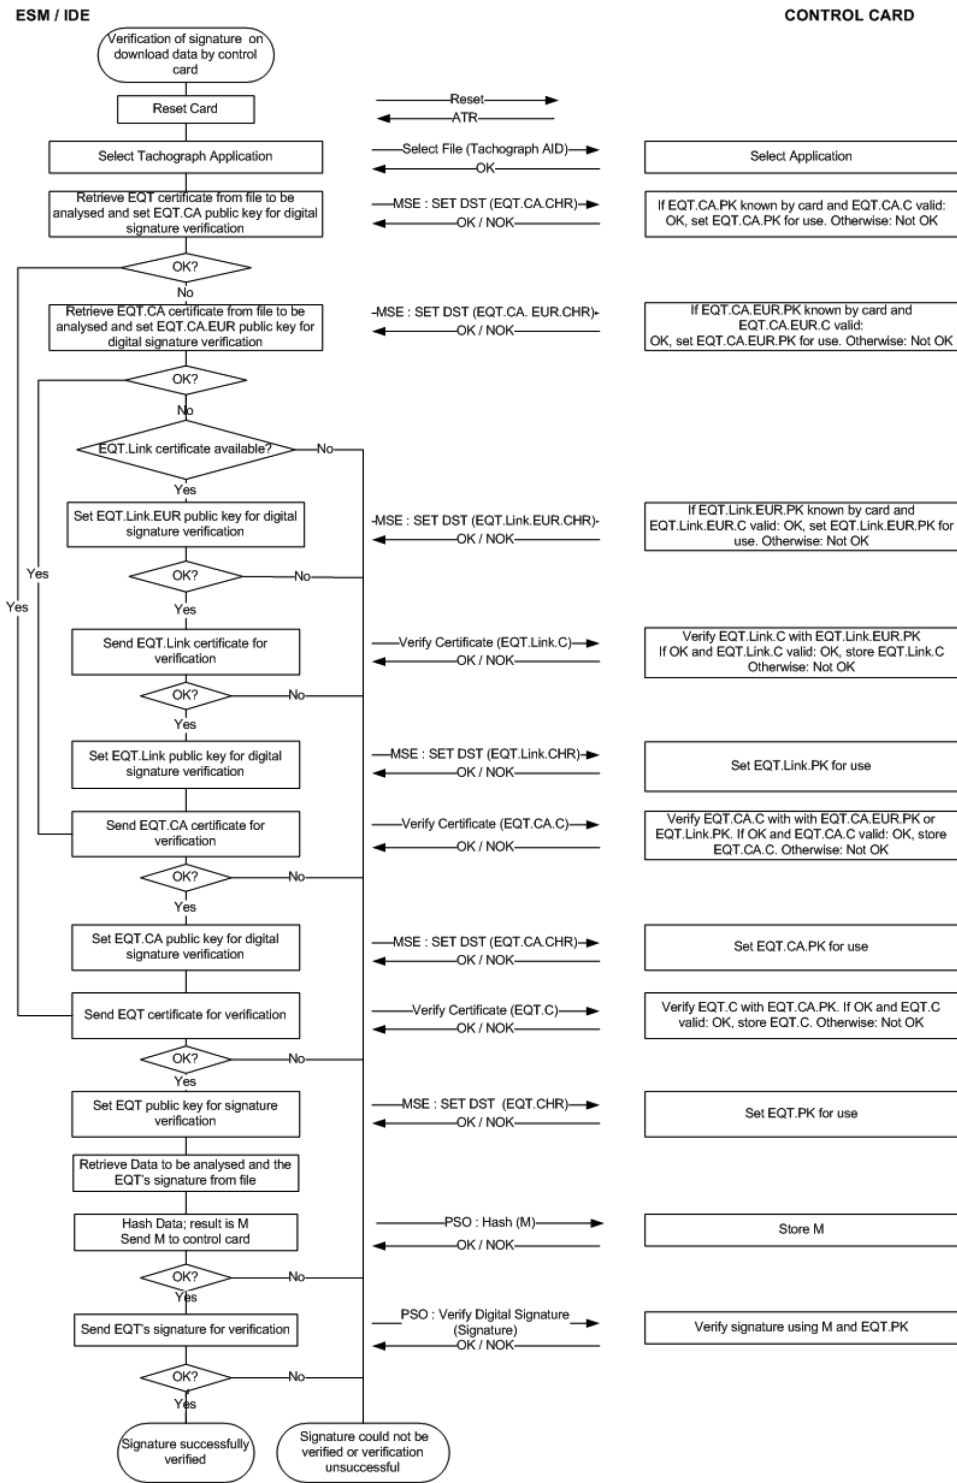 ESM / IDE
CONTROL CARD
Verification of signature on
download data by control
card
Reset Card
Reset
ATR
Select Tachograph Application
Select File (Tachograph AID)
OK
Select Application
Retrieve EQT certificate from file to be
analysed and set EQT.CA public key for digital
signature verification
MSE : SET DST (EQT.CA.CHR)
OK / NOK
If EQT.CA.PK known by card and EQT.CA.C valid:
OK, set EQT.CA.PK for use. Otherwise: Not OK
OK?
No
Retrieve EQT.CA certificate from file to be
analysed and set EQT.CA.EUR public key for
digital signature verification
MSE : SET DST (EQT.CA. EUR.CHR)
OK / NOK
If EQT.CA.EUR.PK known by card and
EQT.CA.EUR.C valid:
OK, set EQT.CA.EUR.PK for use. Otherwise: Not OK
OK?
No
EQT.Link certificate available?
No
Yes
Set EQT.Link.EUR public key for digital
signature verification
MSE : SET DST (EQT.Link.EUR.CHR)
OK / NOK
If EQT.Link.EUR.PK known by card and
EQT.Link.EUR.C valid: OK, set EQT.Link.EUR.PK for
use. Otherwise: Not OK
Yes
OK?
No
Yes
Yes
Send EQT.Link certificate for
verification
Verify Certificate (EQT.Link.C)
OK / NOK
Verify EQT.Link.C with EQT.Link.EUR.PK
If OK and EQT.Link.C valid: OK, store EQT.Link.C
Otherwise: Not OK
OK?
No
Yes
Set EQT.Link public key for digital
signature verification
MSE : SET DST (EQT.Link.CHR)
OK / NOK
Set EQT.Link.PK for use
Send EQT.CA certificate for
verification
Verify Certificate (EQT.CA.C)
OK / NOK
Verify EQT.CA.C with with EQT.CA.EUR.PK or
EQT.Link.PK. If OK and EQT.CA.C valid: OK, store
EQT.CA.C. Otherwise: Not OK
OK?
No
Yes
Set EQT.CA public key for digital
signature verification
MSE : SET DST (EQT.CA.CHR)
OK / NOK
Set EQT.CA.PK for use
Send EQT certificate for verification
Verify Certificate (EQT.C)
OK / NOK
Verify EQT.C with EQT.CA.PK. If OK and EQT.C
valid: OK, store EQT.C. Otherwise: Not OK
OK?
No
Yes
Set EQT public key for signature
verification
MSE : SET DST (EQT.CHR)
OK / NOK
Set EQT.PK for use
Retrieve Data to be analysed and the
EQT's signature from file
Hash Data; result is M
Send M to control card
PSO : Hash (M)
OK / NOK
Store M
OK?
No
Yes
Send EQT's signature for verification
PSO : Verify Digital Signature
(Signature)
OK / NOK
Verify signature using M and EQT.PK
OK?
No
Yes
Signature successfully
verified
Signature could not be
verified or verification
unsuccessful